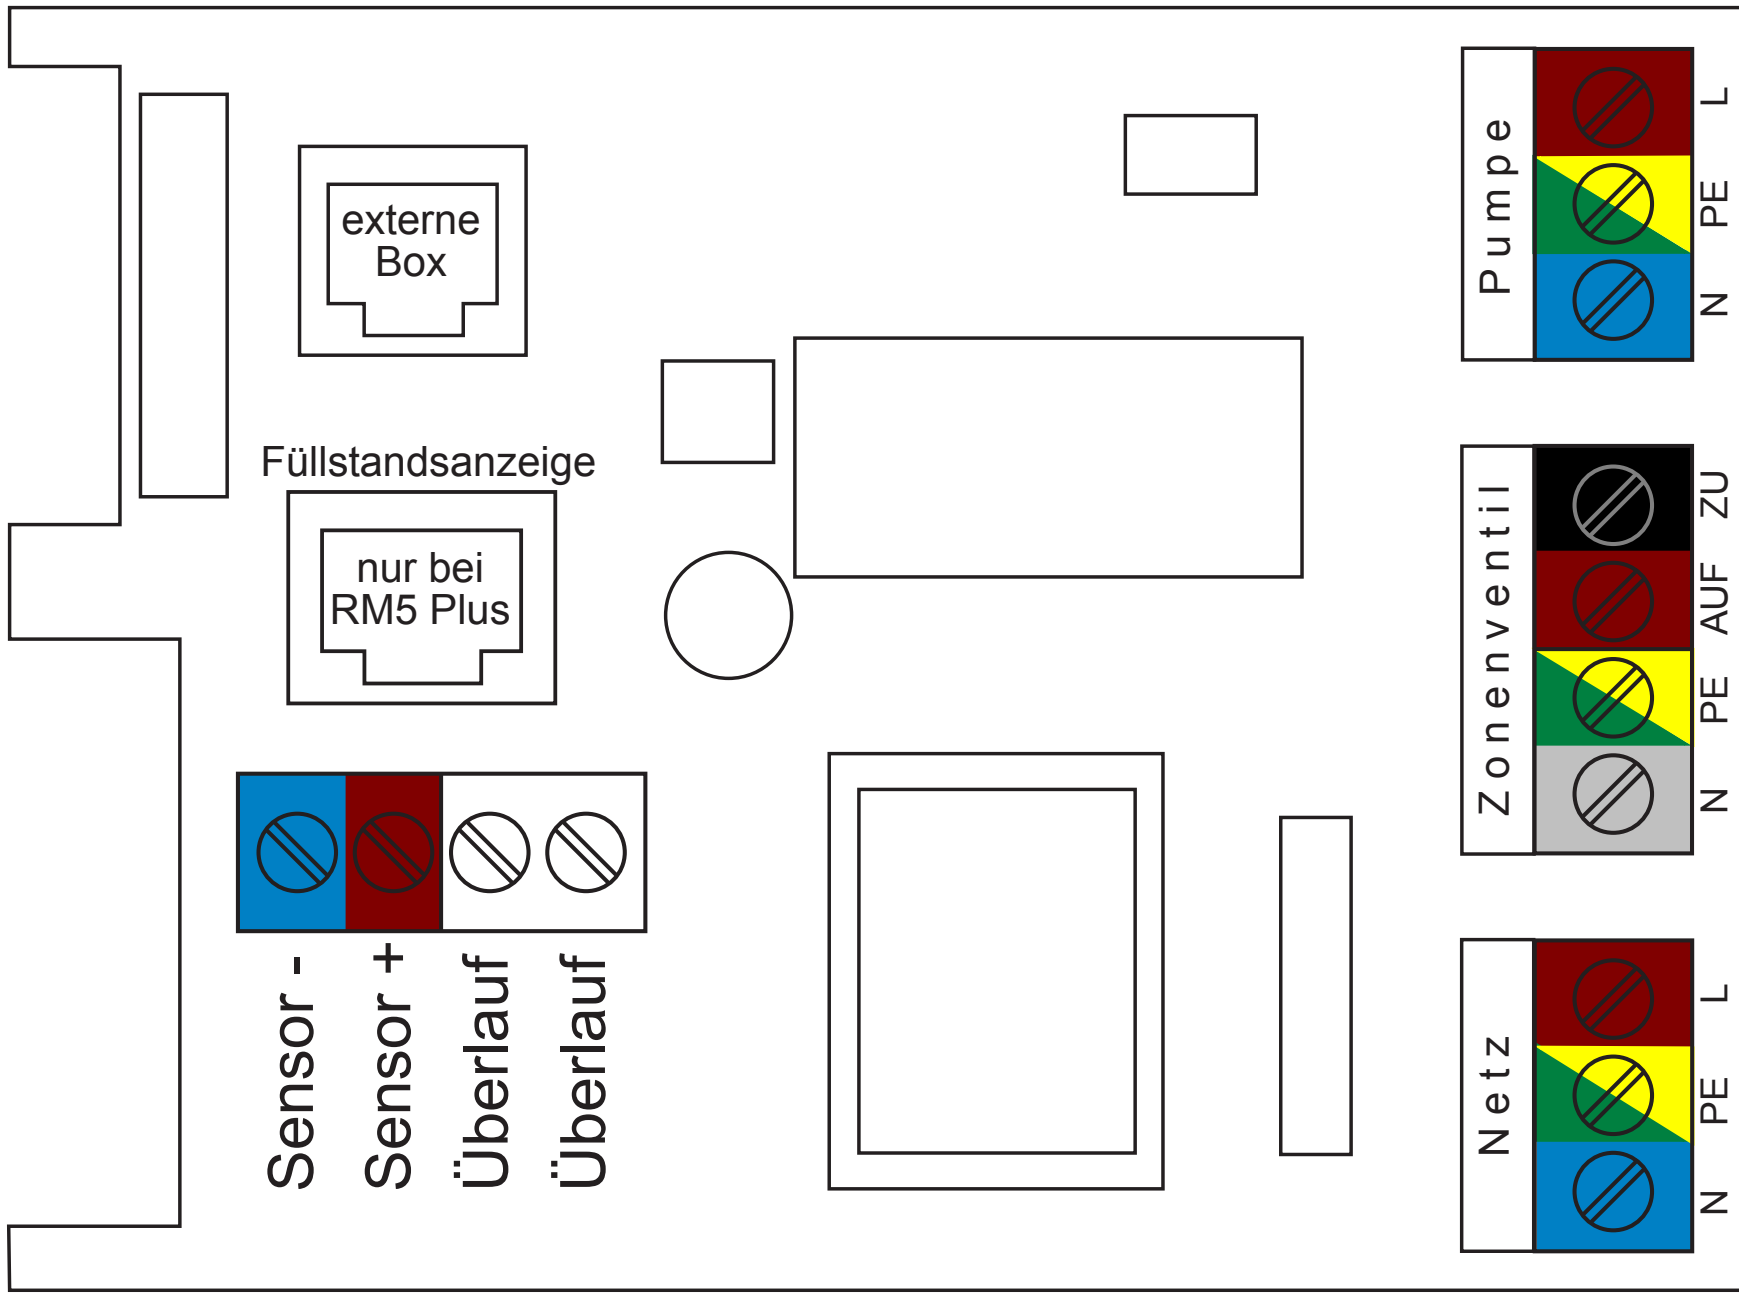 externe
Box
Füllstandsanzeige
nur bei
RM5 Plus
Sensor -
Sensor +
Überlauf
Überlauf
Pumpe
L
PE
N
Zonenventil
ZU
AUF
PE
N
Netz
L
PE
N